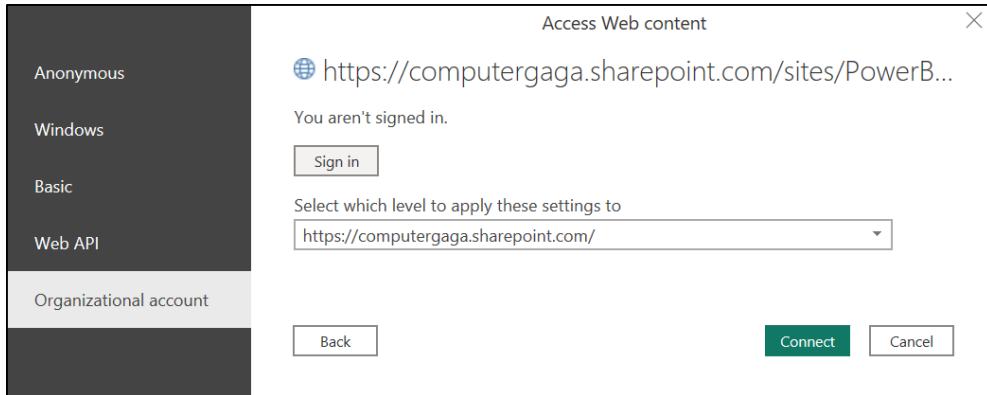 Access Web content
Anonymous
Windows
Basic
Web API
Organizational account
https://computergaga.sharepoint.com/sites/PowerB...
You aren't signed in.
Sign in
Select which level to apply these settings to
https://computergaga.sharepoint.com/
Back
Connect
Cancel